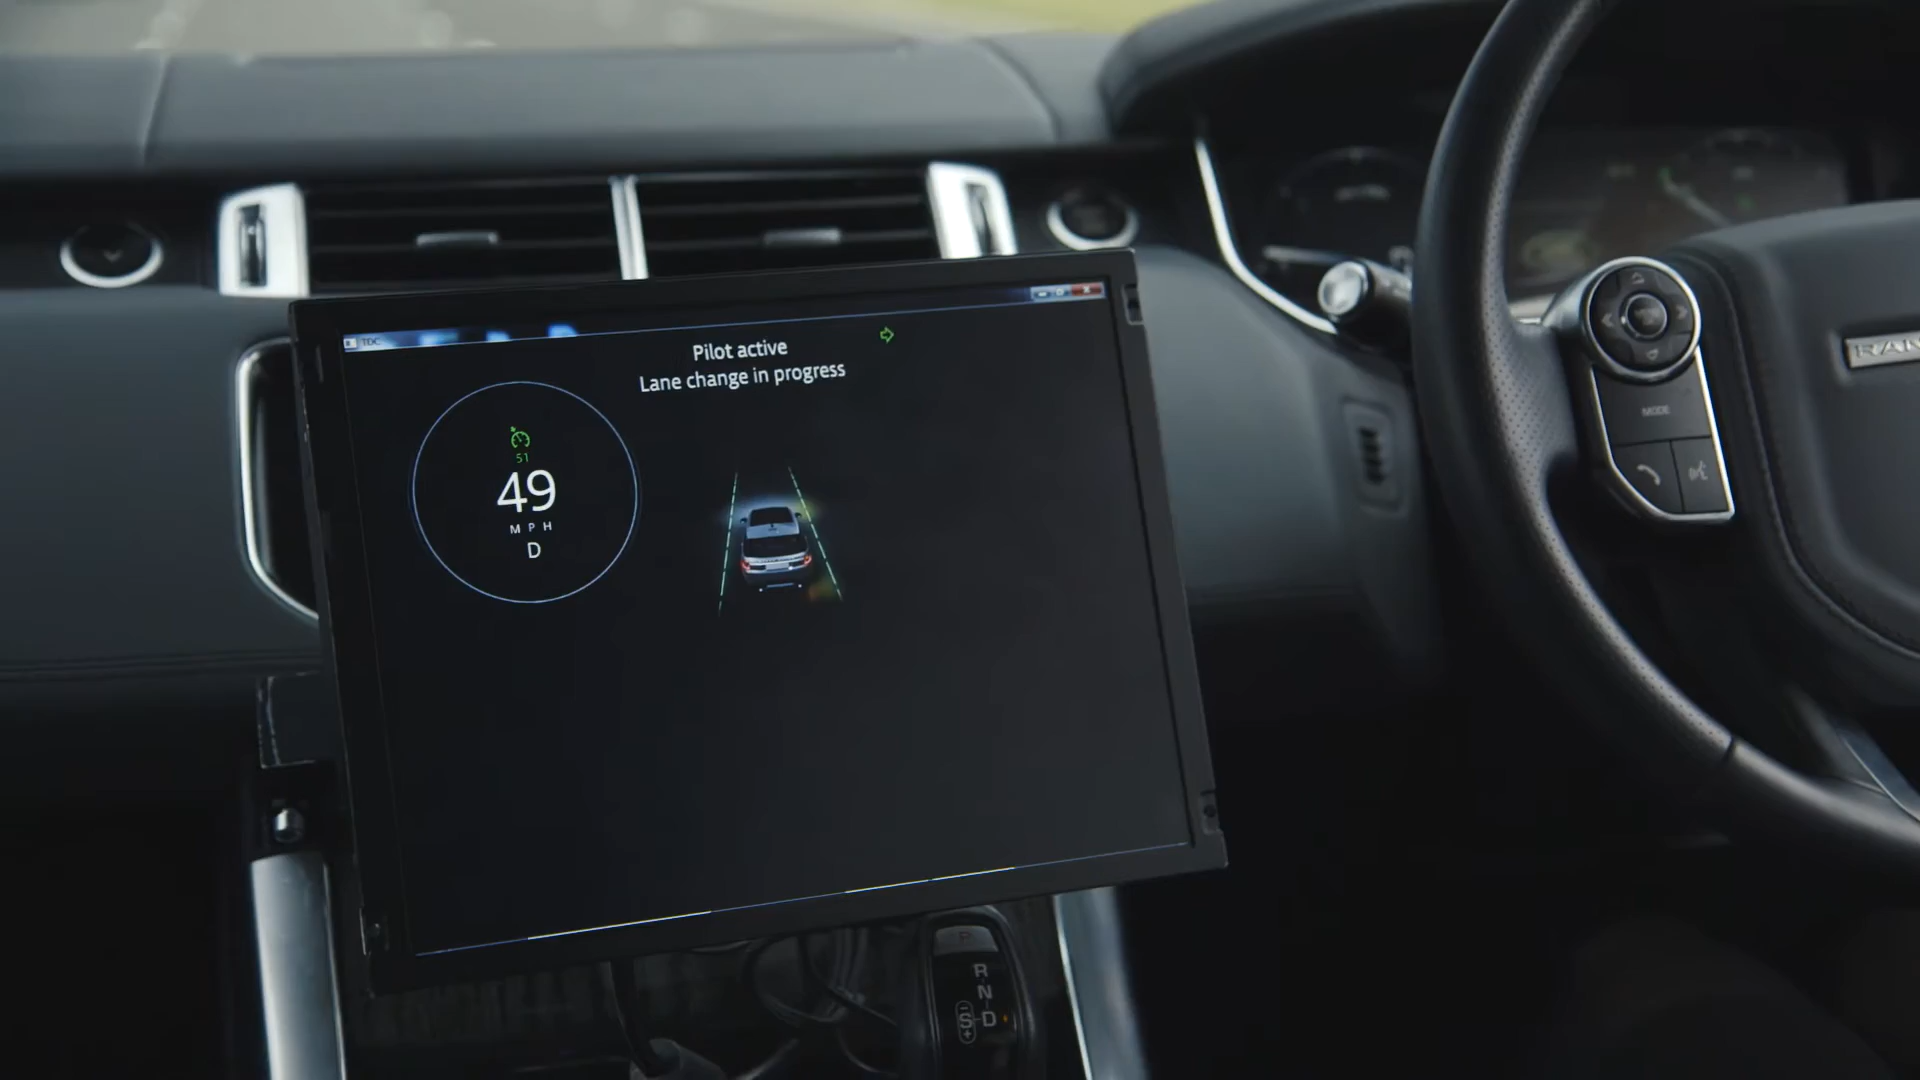 TDC
Pilot active
Lane change in progress
51
49
MPH
D
MODE
RAN
P
R
N
S D